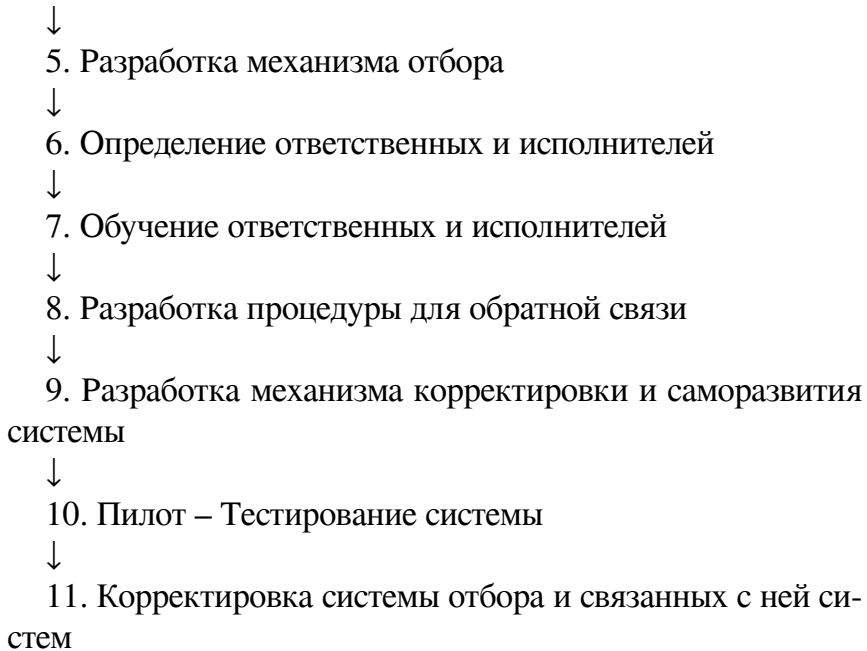 ↓
5. Разработка механизма отбора
↓
6. Определение ответственных и исполнителей
↓
7. Обучение ответственных и исполнителей
↓
8. Разработка процедуры для обратной связи
↓
9. Разработка механизма корректировки и саморазвития
системы
↓
10. Пилот – Тестирование системы
↓
11. Корректировка системы отбора и связанных с ней си-
стем